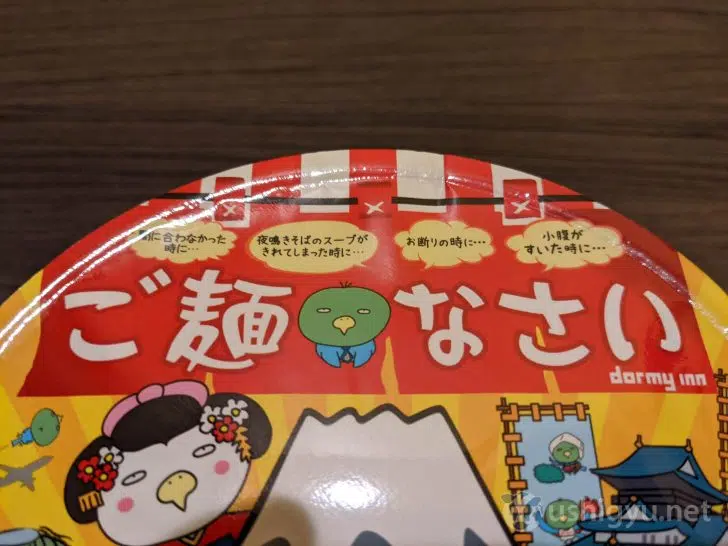 間に合わなかった
時に…
夜鳴きそばのスープが
きれてしまった時に…
お断りの時に…
小腹が
すいた時に…
ご麺なさい
dormy inn
yushigyu.net